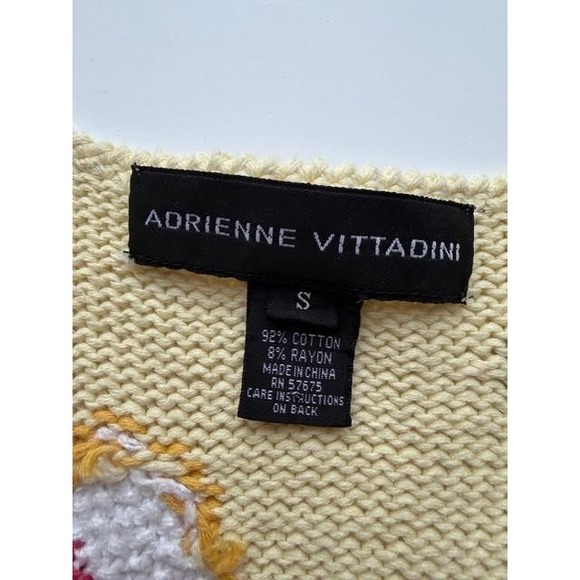 ADRIENNE VITTADINI
S
92% COTTON
8% RAYON
MADE IN CHINA
RN 57675
CARE INSTRUCTIONS
ON BACK